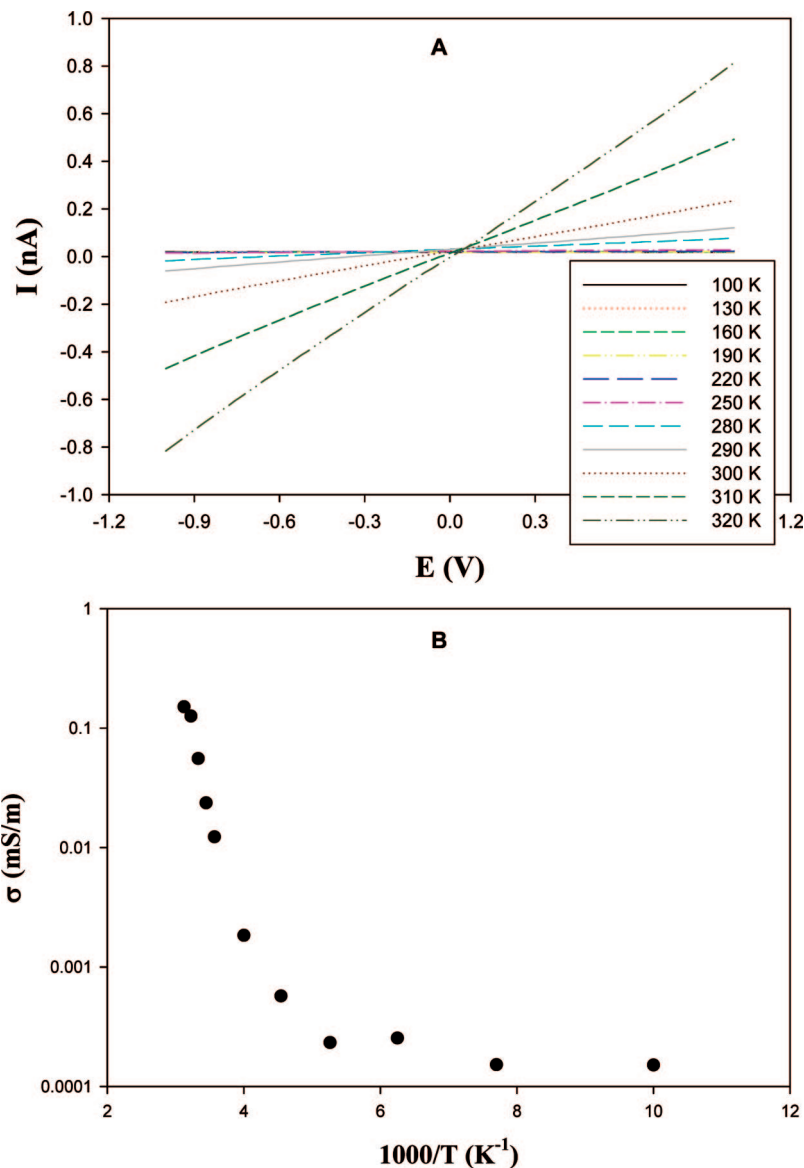 A
1.0
0.8
0.6
0.4
0.2
0.0
-0.2
-0.4
-0.6
-0.8
-1.0
I (nA)
100 K
130 K
160 K
190 K
220 K
250 K
280 K
290 K
300 K
310 K
320 K
-1.2 -0.9 -0.6 -0.3 0.0 0.3 1.2
E (V)
B
1
0.1
0.01
0.001
0.0001
σ (mS/m)
2 4 6 8 10 12
1000/T (K⁻¹)